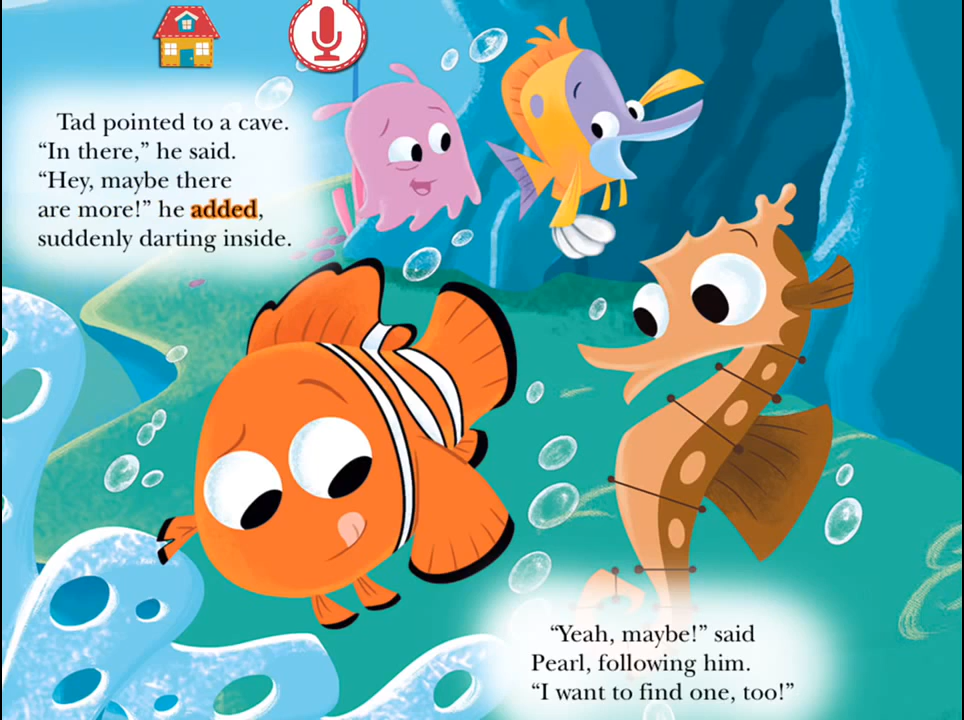 Tad pointed to a cave.
“In there,” he said.
“Hey, maybe there
are more!” he added,
suddenly darting inside.
“Yeah, maybe!” said
Pearl, following him.
“I want to find one, too!”